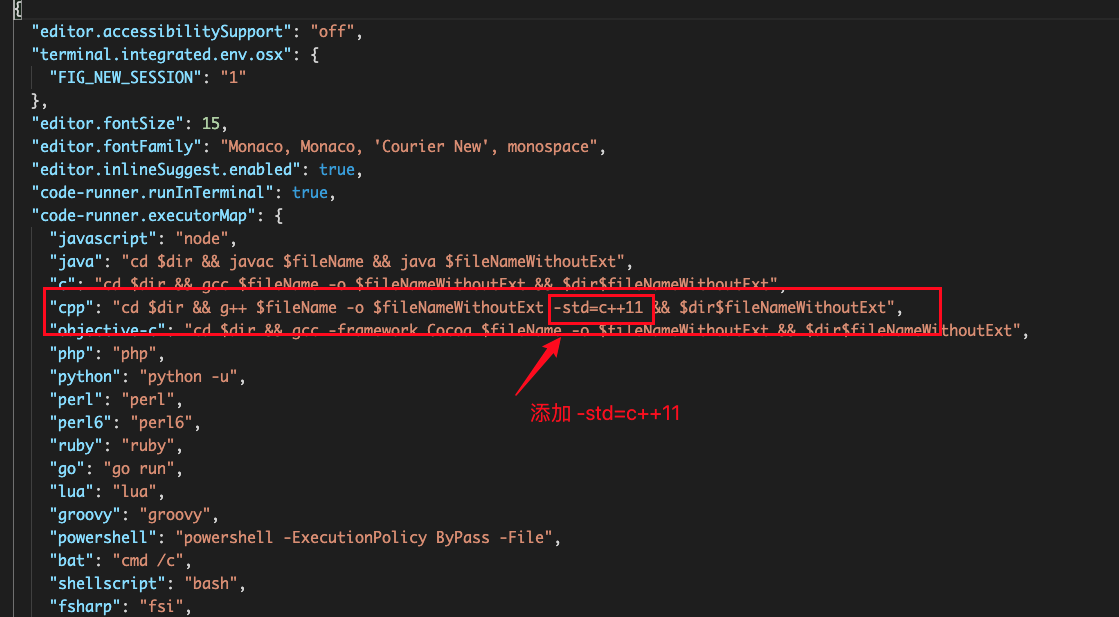 {
"editor.accessibilitySupport": "off",
"terminal.integrated.env.osx": {
"FIG_NEW_SESSION": "1"
},
"editor.fontSize": 15,
"editor.fontFamily": "Monaco, Monaco, 'Courier New', monospace",
"editor.inlineSuggest.enabled": true,
"code-runner.runInTerminal": true,
"code-runner.executorMap": {
"javascript": "node",
"java": "cd $dir && javac $fileName && java $fileNameWithoutExt",
"c": "cd $dir && gcc $fileName -o $fileNameWithoutExt && $dir$fileNameWithoutExt",
"cpp": "cd $dir && g++ $fileName -o $fileNameWithoutExt -std=c++11 && $dir$fileNameWithoutExt",
"objective-c": "cd $dir && gcc -framework Cocoa $fileName -o $fileNameWithoutExt && $dir$fileNameWithoutExt",
"php": "php",
"python": "python -u",
"perl": "perl",
添加 -std=c++11
"perl6": "perl6",
"ruby": "ruby",
"go": "go run",
"lua": "lua",
"groovy": "groovy",
"powershell": "powershell -ExecutionPolicy ByPass -File",
"bat": "cmd /c",
"shellscript": "bash",
"fsharp": "fsi",